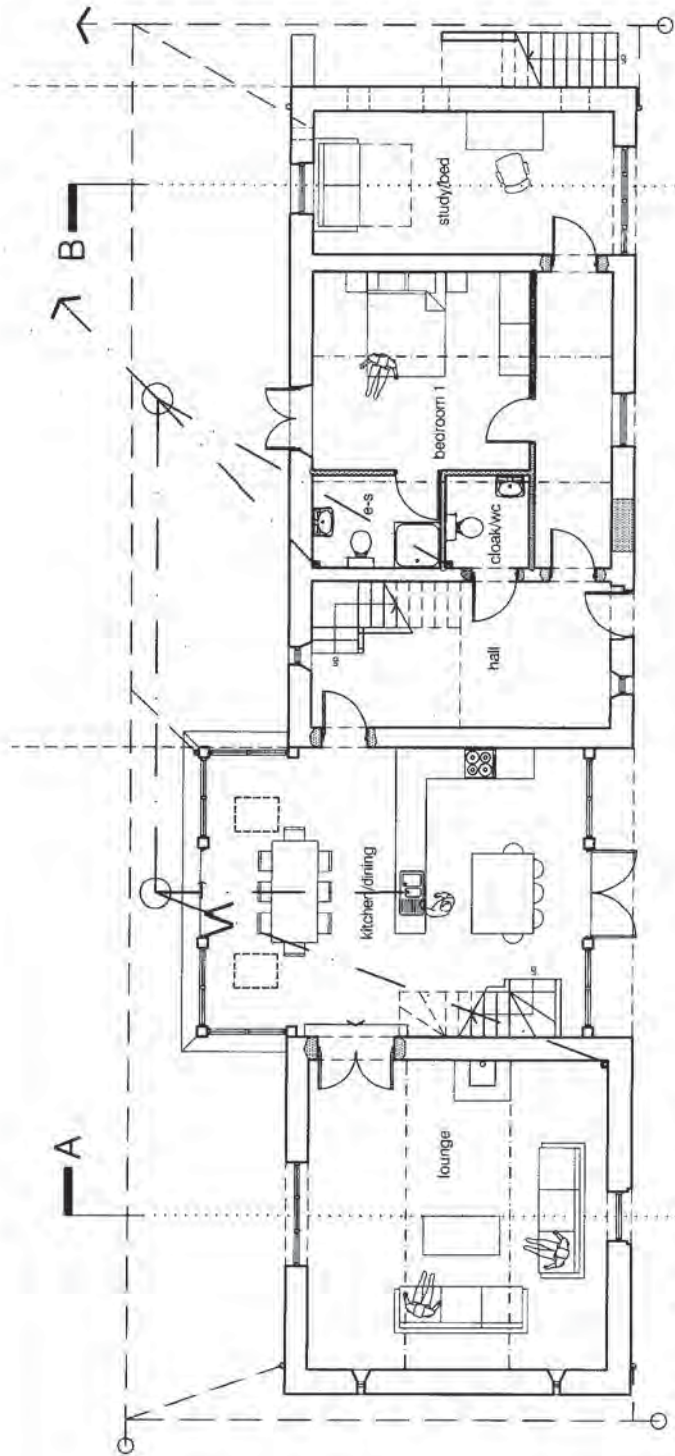 A
B
lounge
kitchen/dining
hall
e-s
cloak/wc
bedroom 1
study/bed